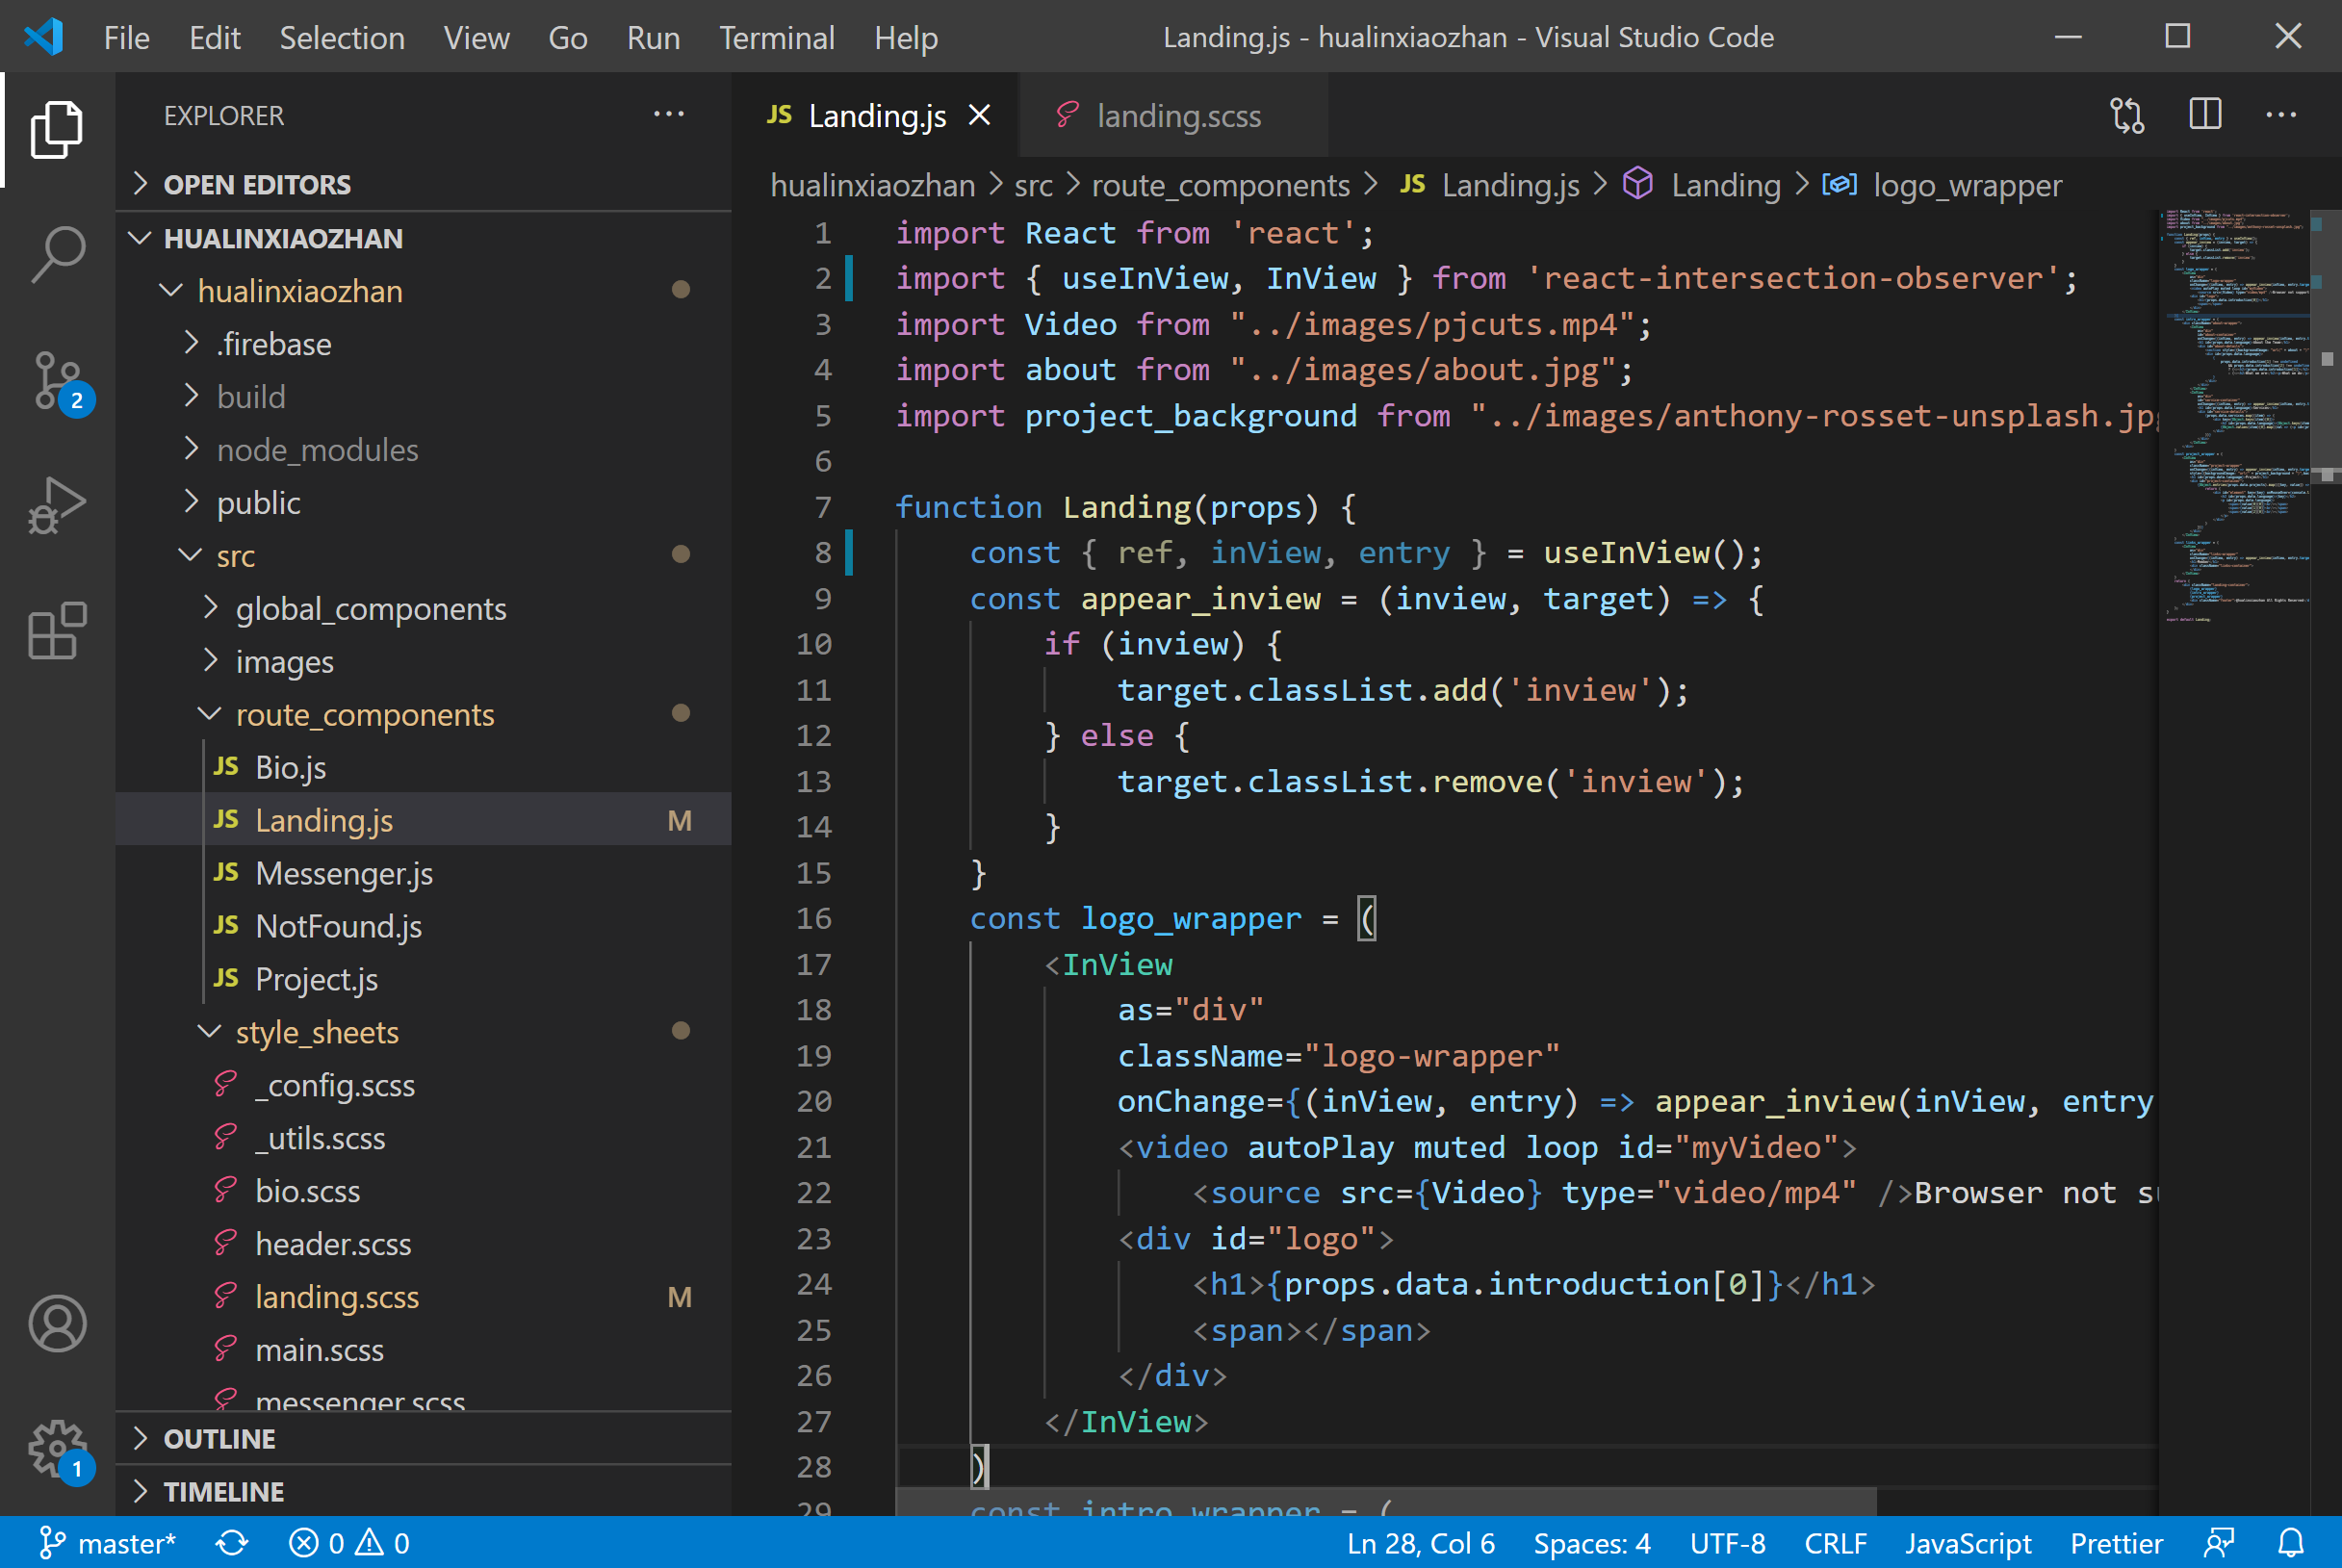 File Edit Selection View Go Run Terminal Help Landing.js - hualinxiaozhan - Visual Studio Code
EXPLORER
OPEN EDITORS
HUALINXIAOZHAN
hualinxiaozhan
.firebase
build
node_modules
public
src
global_components
images
route_components
JS Bio.js
JS Landing.js M
JS Messenger.js
JS NotFound.js
JS Project.js
style_sheets
_config.scss
_utils.scss
bio.scss
header.scss
landing.scss M
main.scss
messenger.scss
OUTLINE
TIMELINE
2
1
JS Landing.js landing.scss
hualinxiaozhan > src > route_components > JS Landing.js > Landing > logo_wrapper
1 import React from 'react';
2 import { useInView, InView } from 'react-intersection-observer';
3 import Video from "../images/pjcuts.mp4";
4 import about from "../images/about.jpg";
5 import project_background from "../images/anthony-rosset-unsplash.jpg
6
7 function Landing(props) {
8 const { ref, inView, entry } = useInView();
9 const appear_inview = (inview, target) => {
10 if (inview) {
11 target.classList.add('inview');
12 } else {
13 target.classList.remove('inview');
14 }
15 }
16 const logo_wrapper = (
17 <InView
18 as="div"
19 className="logo-wrapper"
20 onChange={(inView, entry) => appear_inview(inView, entry
21 <video autoPlay muted loop id="myVideo">
22 <source src={Video} type="video/mp4" />Browser not
23 <div id="logo">
24 <h1>{props.data.introduction[0]}</h1>
25 <span></span>
26 </div>
27 </InView>
28 )
29 const intro_wrapper = (
master* 0 0 Ln 28, Col 6 Spaces: 4 UTF-8 CRLF JavaScript Prettier